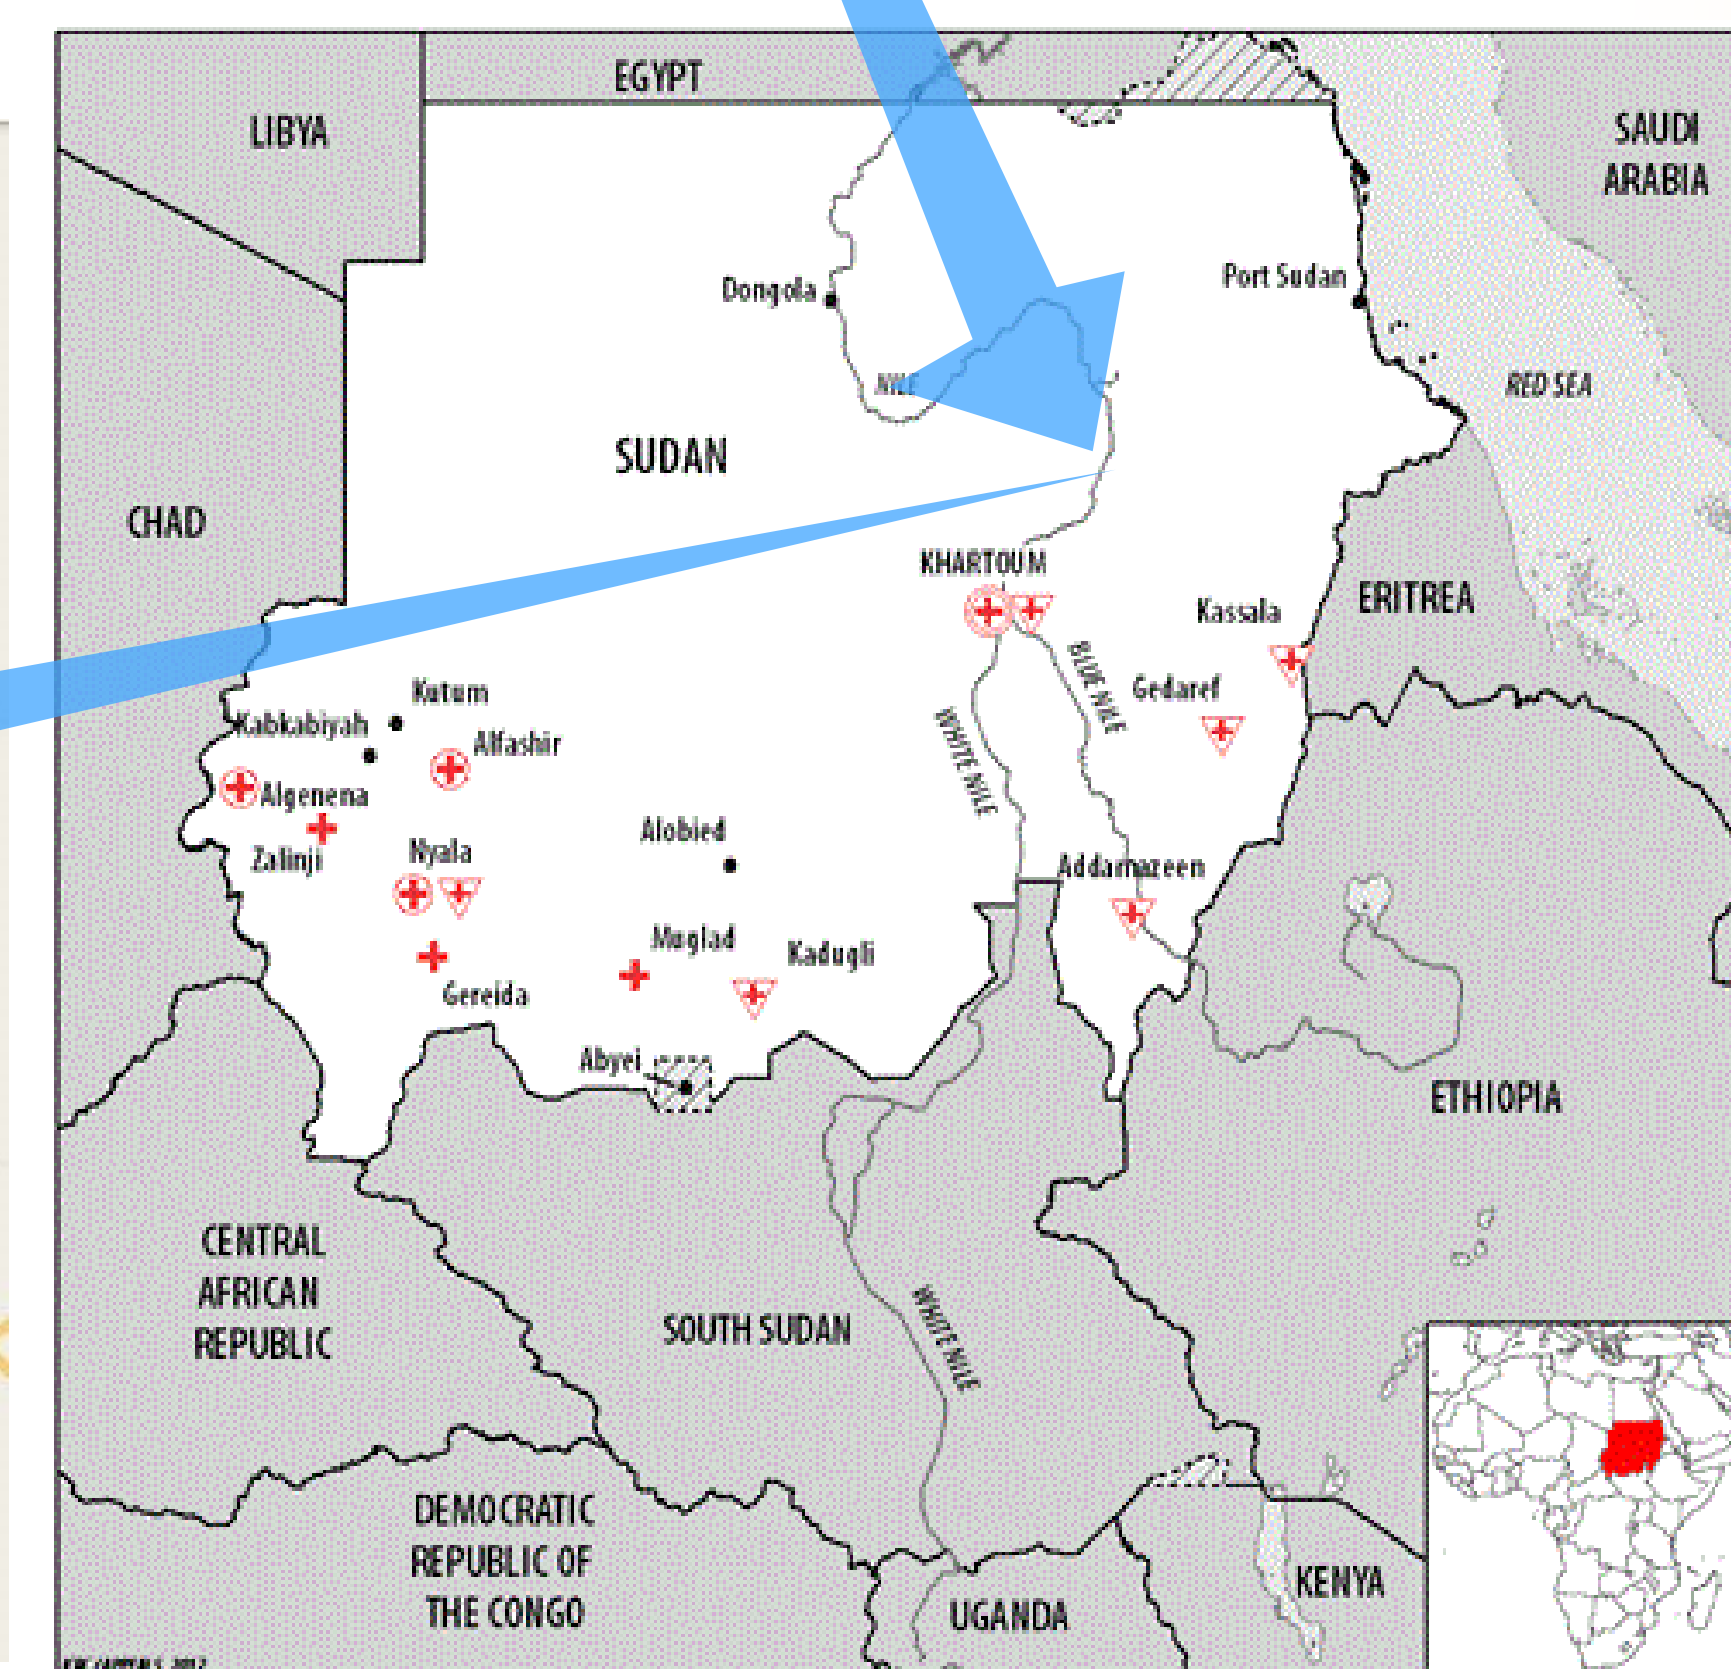 EGYPT
LIBYA
SAUDI
ARABIA
Port Sudan
Dongola
NILE
RED SEA
SUDAN
CHAD
KHARTOUM
ERITREA
Kassala
BLUE NILE
Gedaref
Kutum
WHITE NILE
Kabkabiyah
Alfashir
Algenena
Alobied
Zalinji
Nyala
Addamazeen
Muglad
Kadugli
Gereida
Abyei
ETHIOPIA
CENTRAL
AFRICAN
REPUBLIC
SOUTH SUDAN
WHITE NILE
DEMOCRATIC
REPUBLIC OF
THE CONGO
KENYA
UGANDA